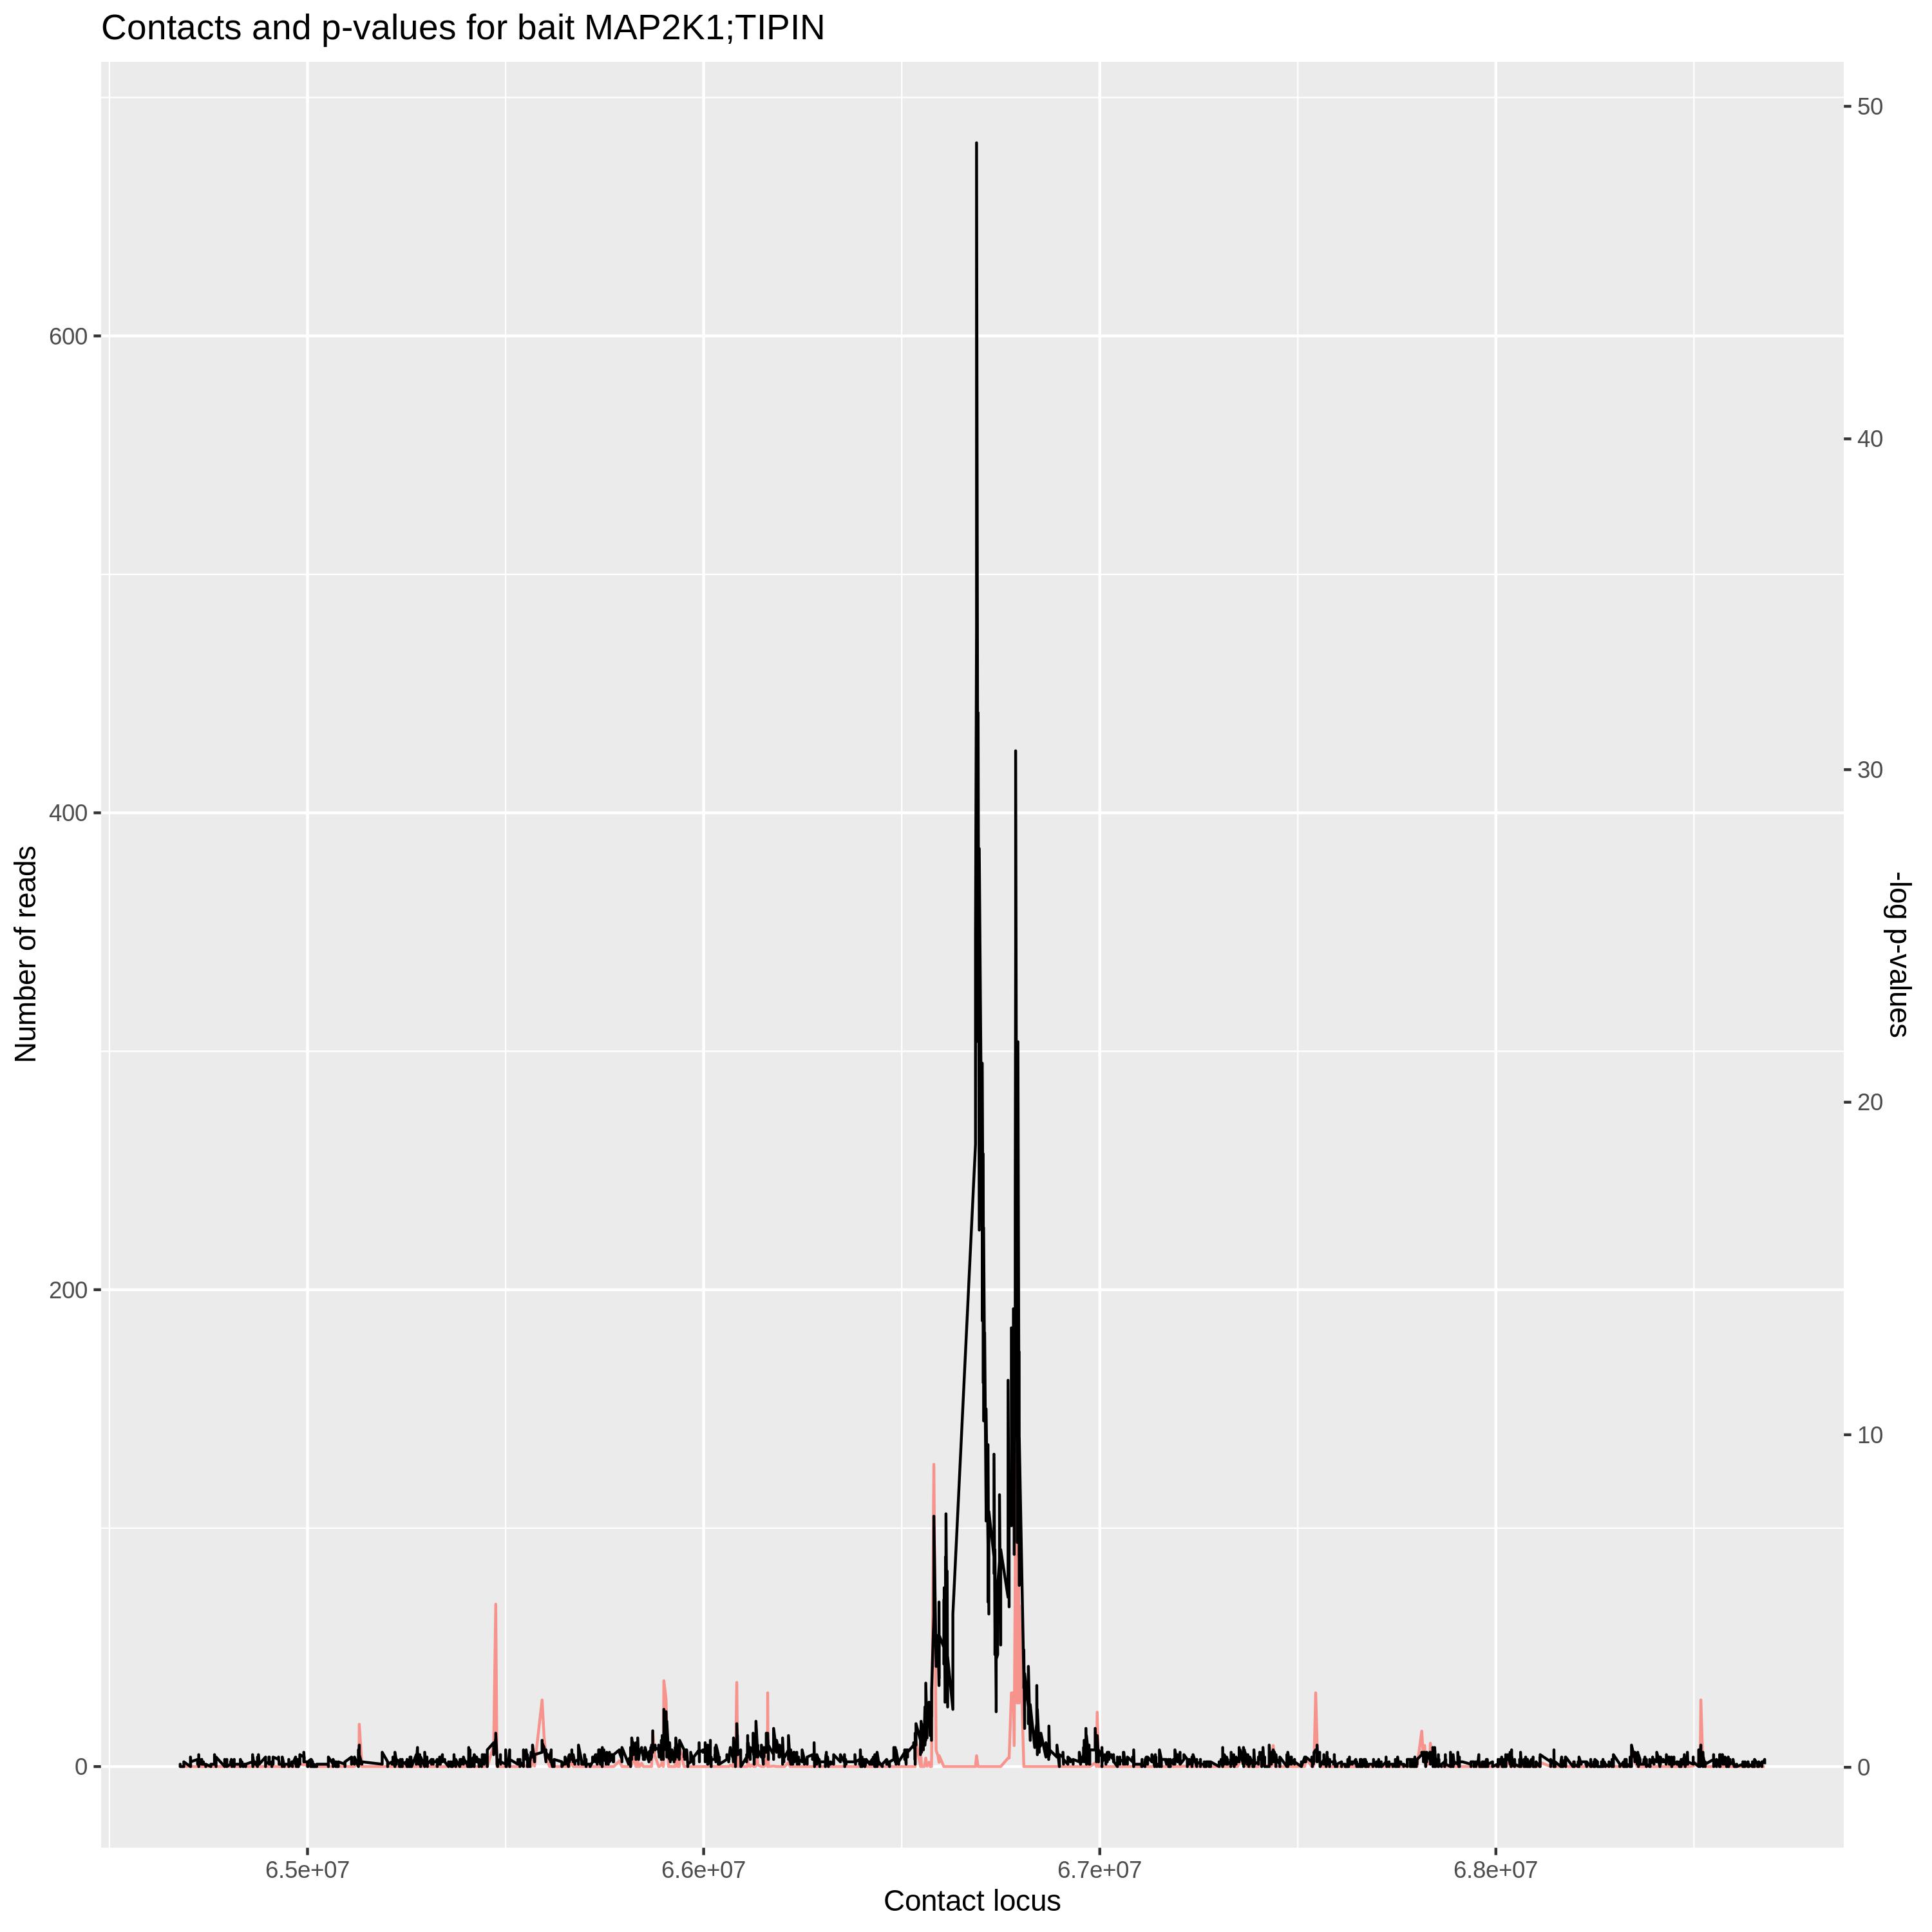 Contacts and p-values for bait MAP2K1;TIPIN
600
400
200
0
Number of reads
50
40
30
20
10
0
-log p-values
6.5e+07
6.6e+07
6.7e+07
6.8e+07
Contact locus